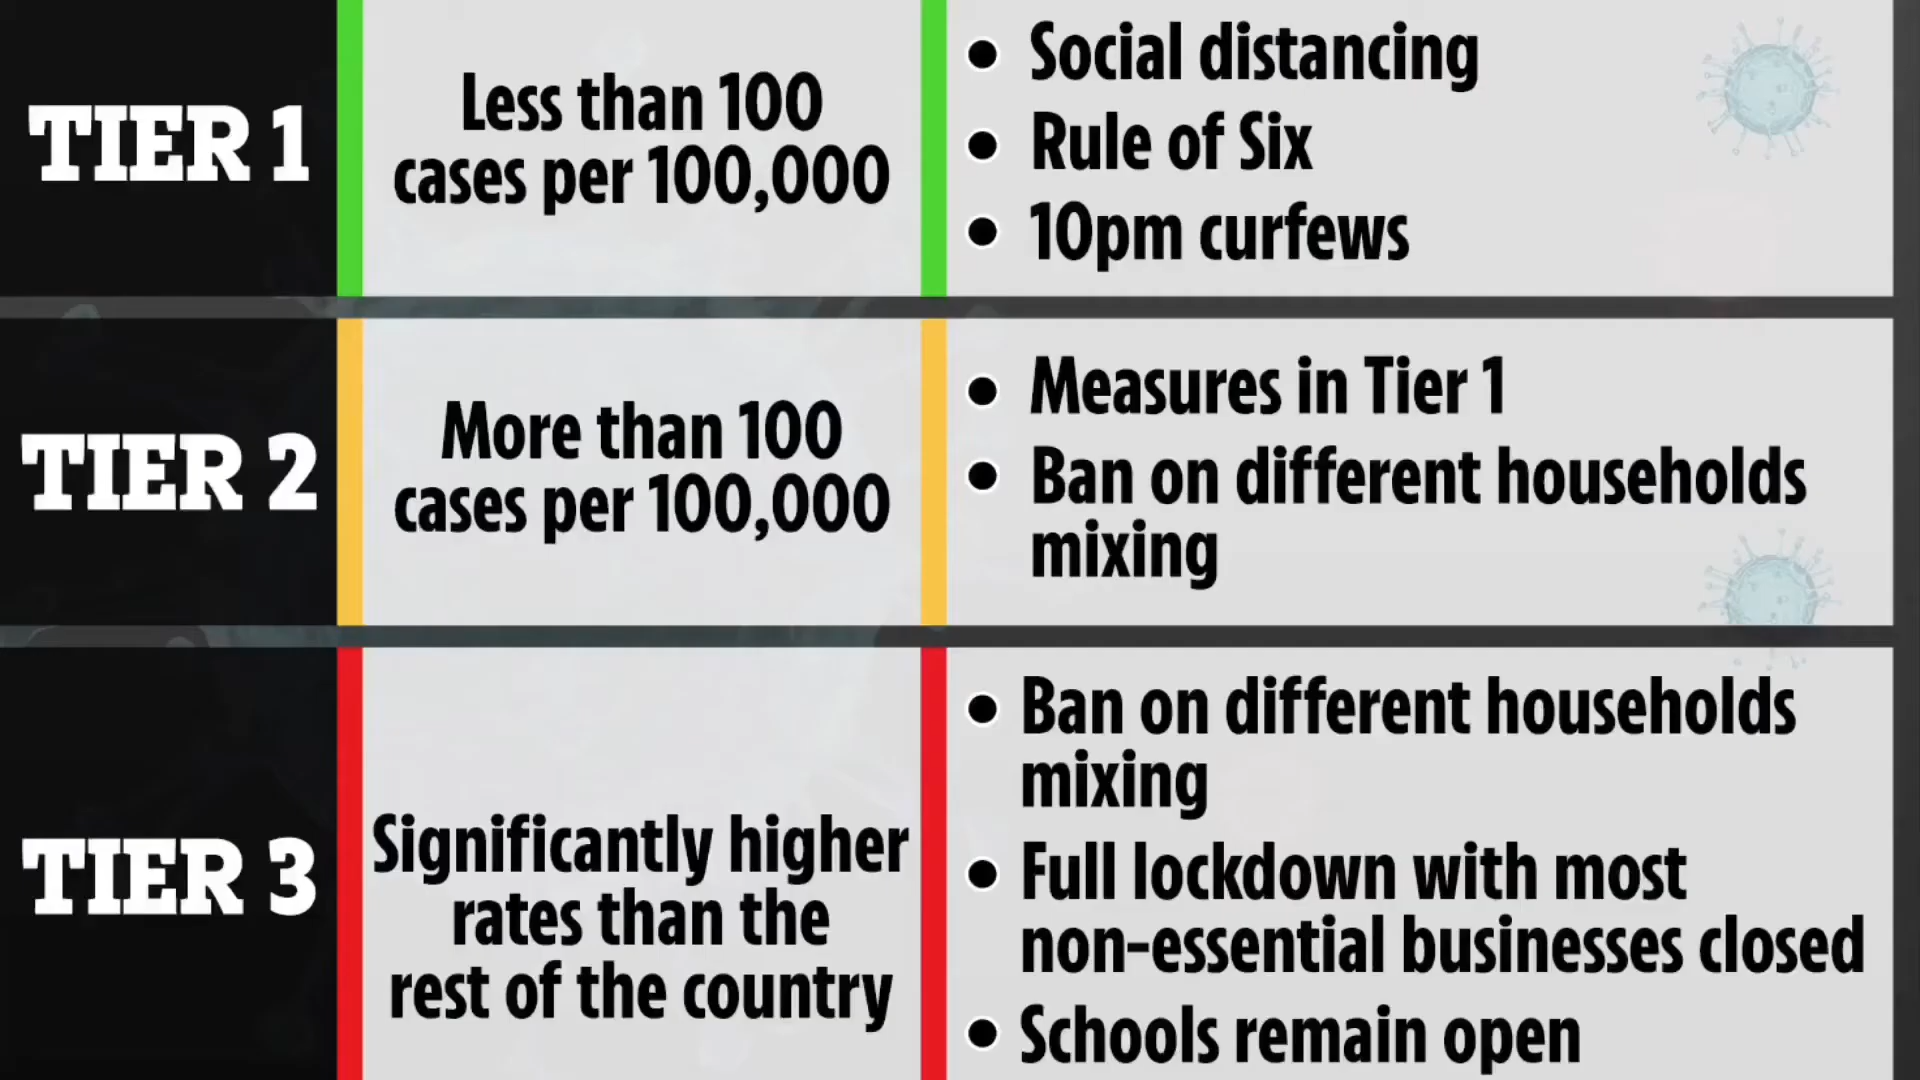 TIER 1
Less than 100
cases per 100,000
• Social distancing
• Rule of Six
• 10pm curfews
TIER 2
More than 100
cases per 100,000
• Measures in Tier 1
• Ban on different households
mixing
TIER 3
Significantly higher
rates than the
rest of the country
• Ban on different households
mixing
• Full lockdown with most
non-essential businesses closed
• Schools remain open